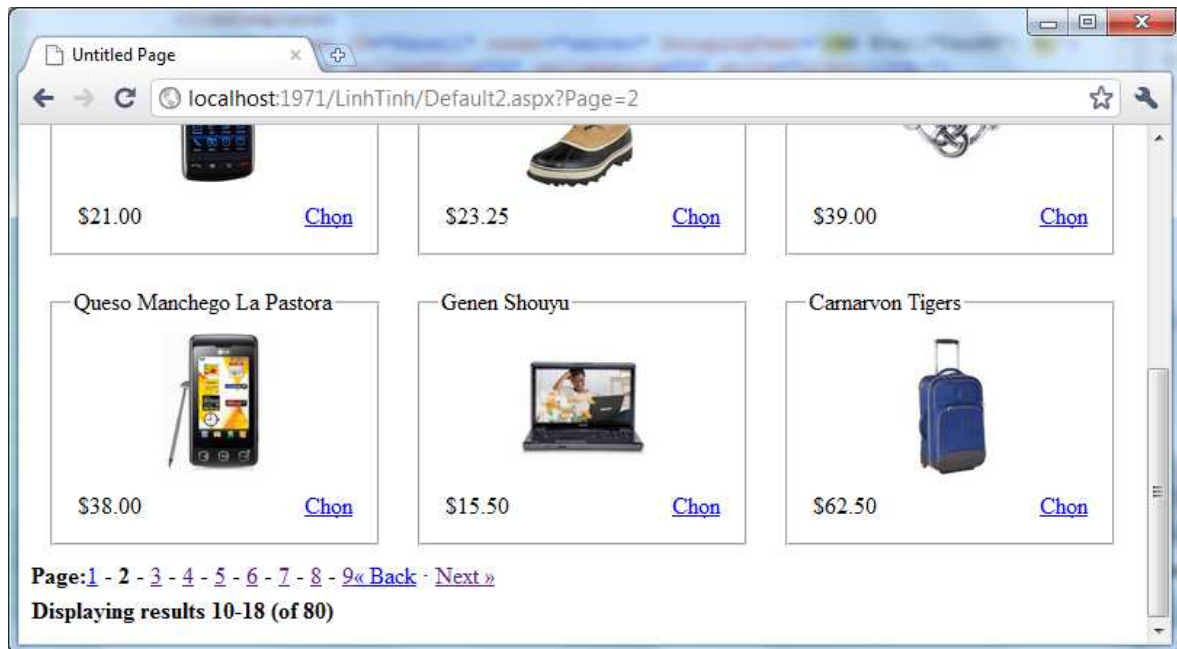 Untitled Page
localhost:1971/LinhTinh/Default2.aspx?Page=2
$21.00 Chọn $23.25 Chọn $39.00 Chọn
Queso Manchego La Pastora Genen Shouyu Carnarvon Tigers
$38.00 Chọn $15.50 Chọn $62.50 Chọn
Page:1 - 2 - 3 - 4 - 5 - 6 - 7 - 8 - 9« Back · Next »
Displaying results 10-18 (of 80)